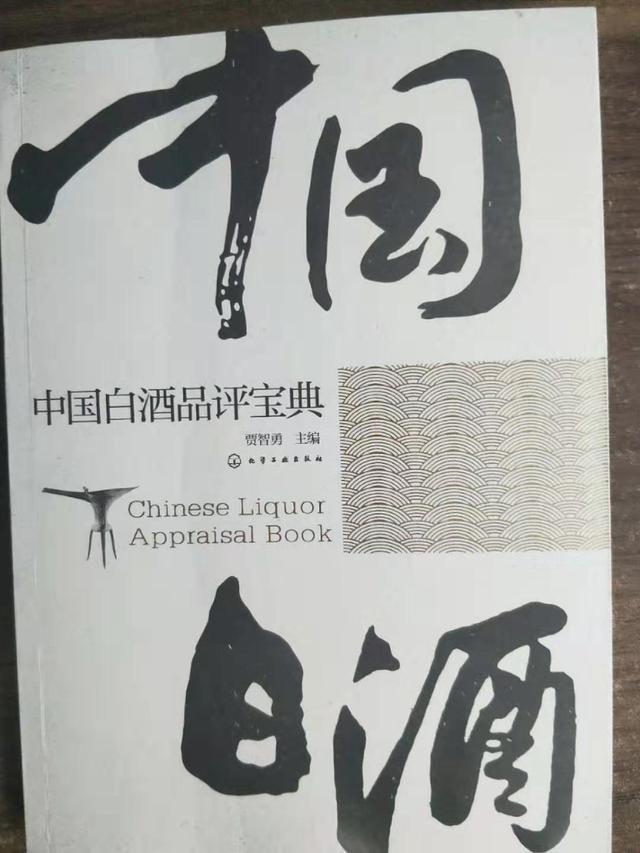 中国
中国白酒品评宝典
贾智勇 主编
化学工业出版社
Chinese Liquor
Appraisal Book
白酒